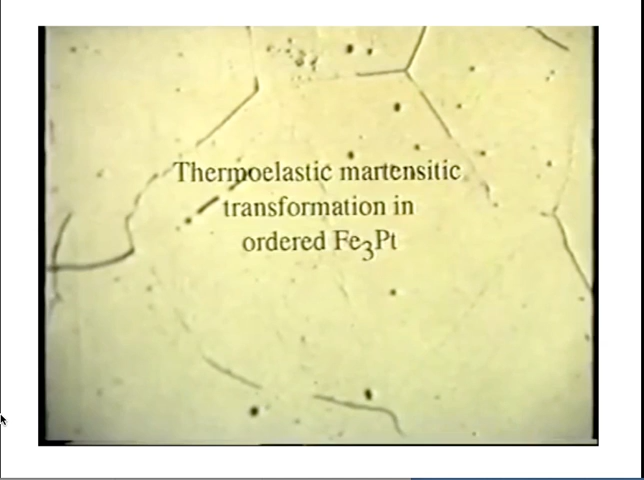 Thermoelastic martensitic
transformation in
ordered Fe₃Pt